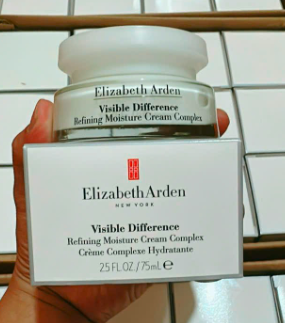 Elizabeth Arden
Visible Difference
Refining Moisture Cream Complex
Elizabeth Arden
NEW YORK
Visible Difference
Refining Moisture Cream Complex
Crème Complexe Hydratante
2.5 FL.OZ./75mL ℮